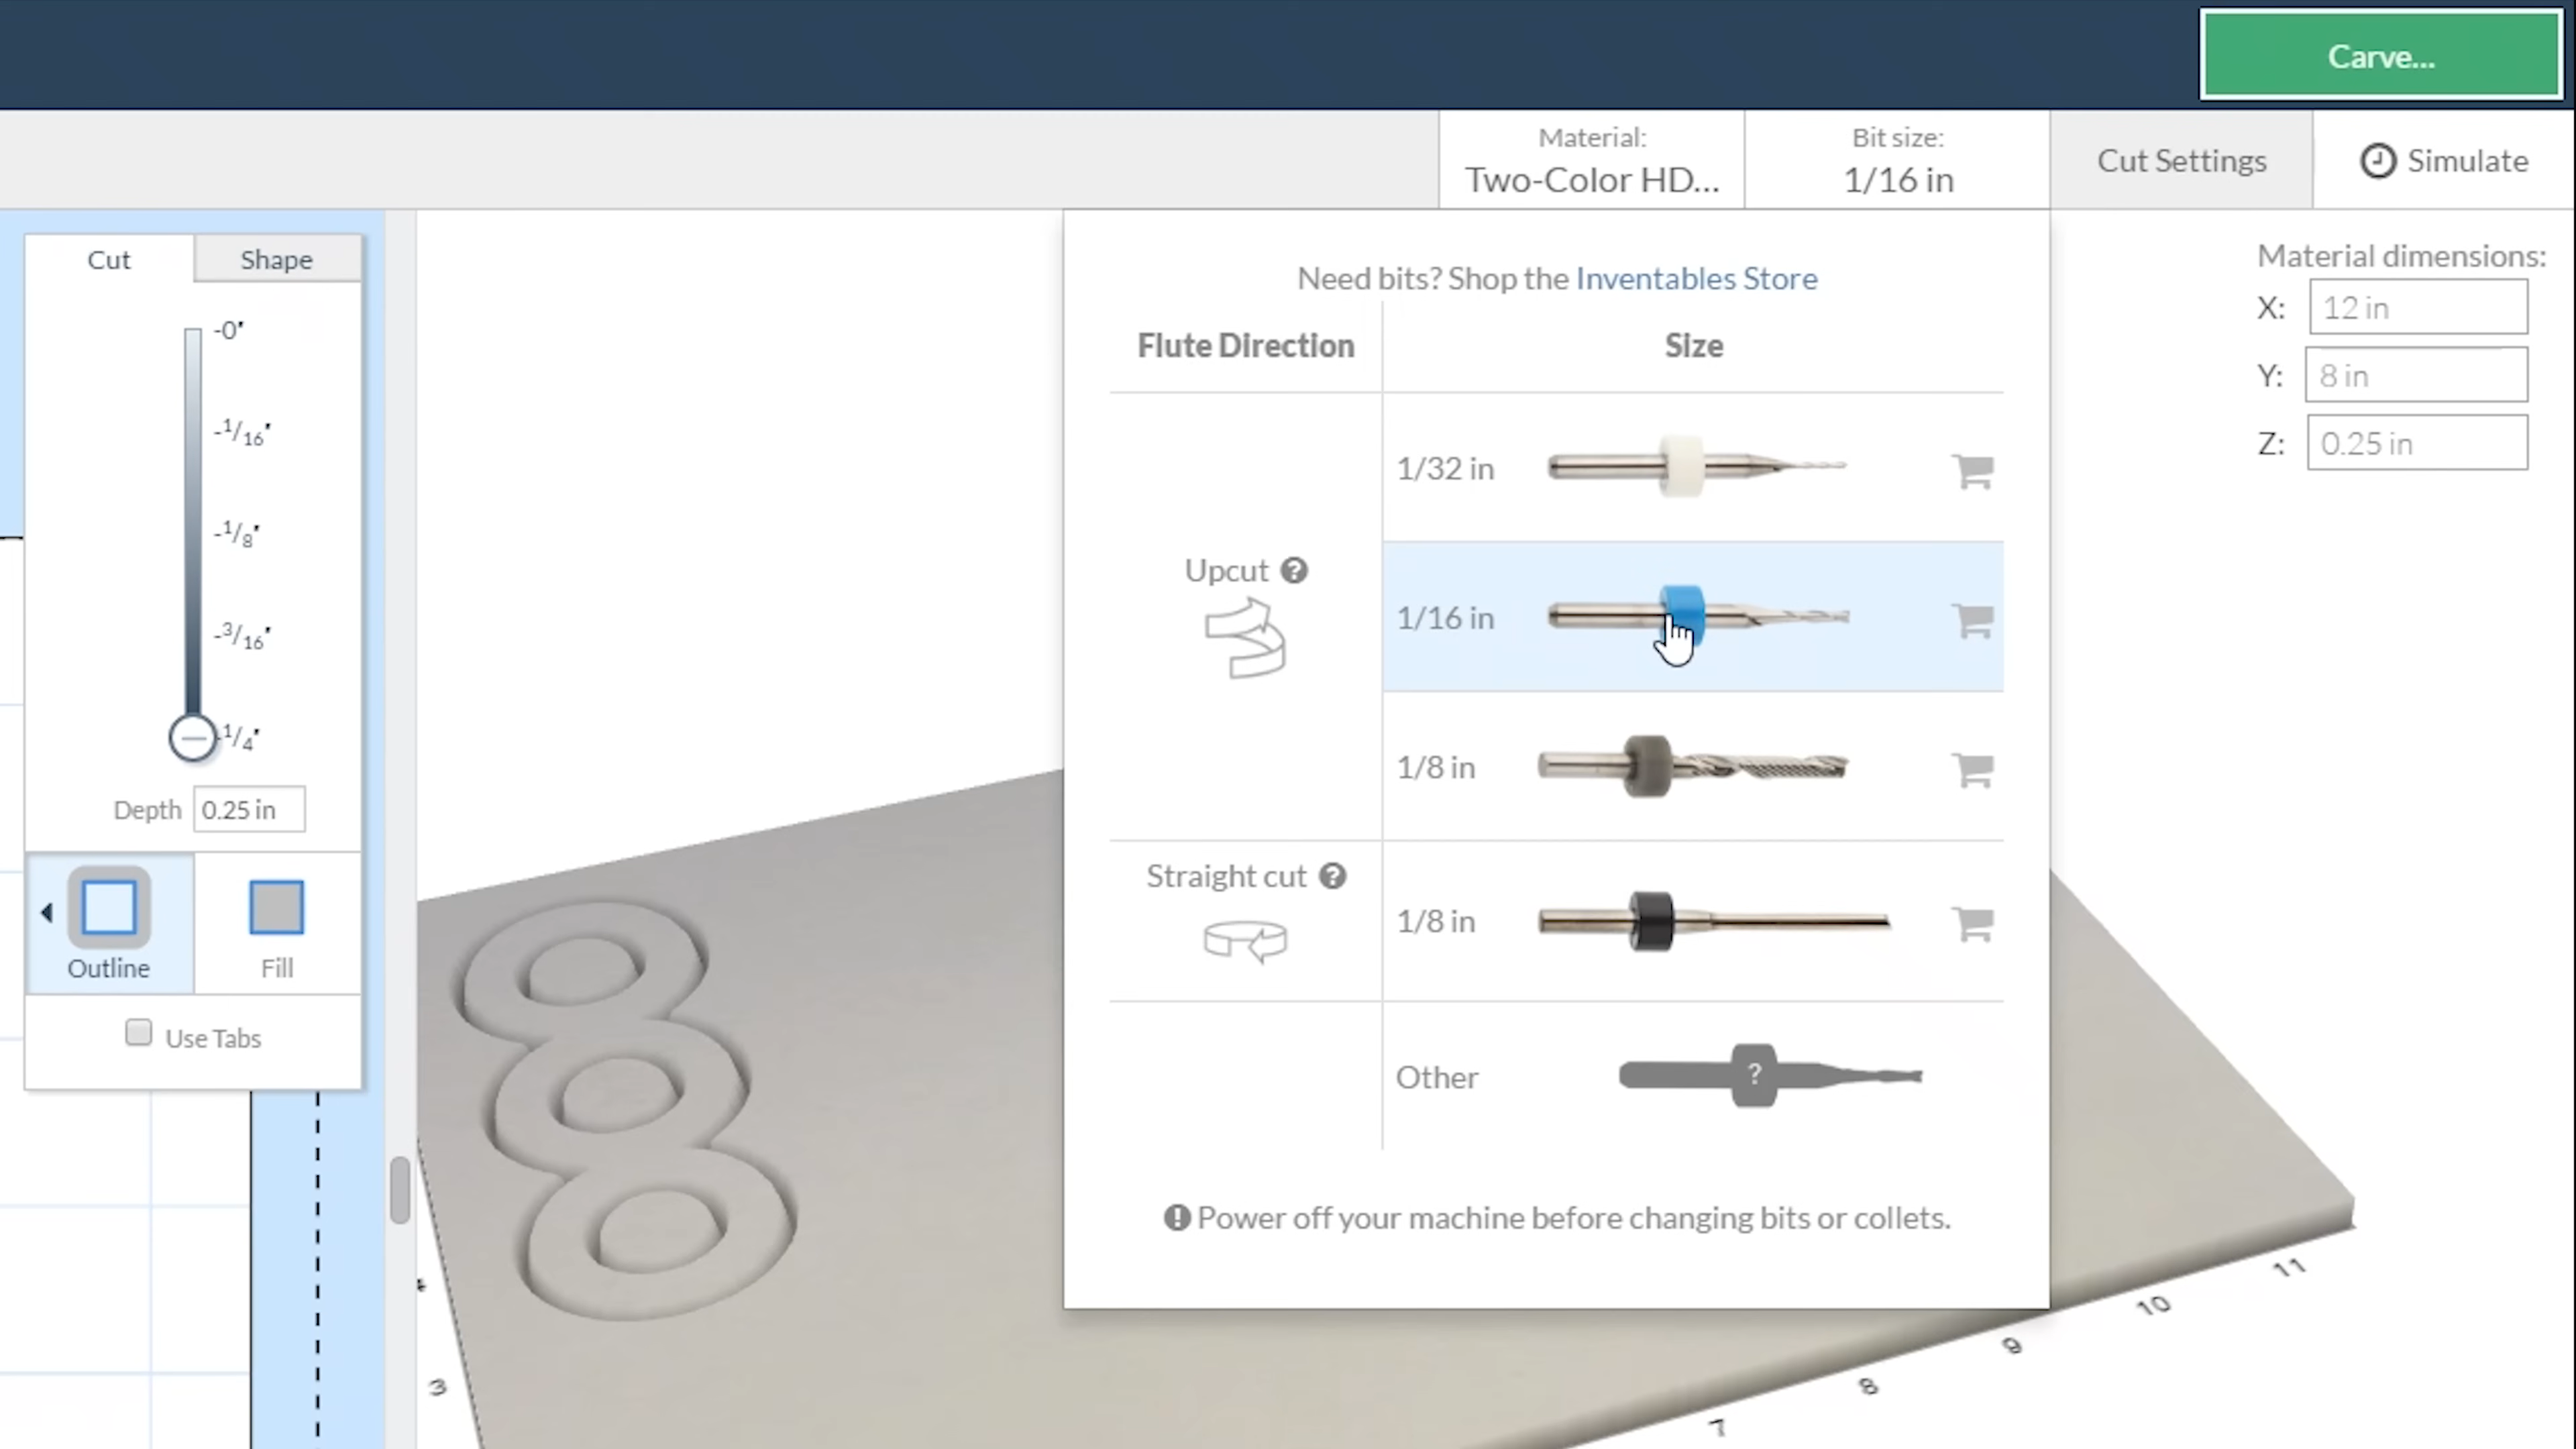 Carve...
Material:
Two-Color HD...
Bit size:
1/16 in
Cut Settings
Simulate
Cut
Shape
-0"
-1/16"
-1/8"
-3/16"
-1/4"
Depth 0.25 in
Outline
Fill
Use Tabs
Need bits? Shop the Inventables Store
Flute Direction
Size
Upcut ?
1/32 in
1/16 in
1/8 in
Straight cut ?
1/8 in
Other
?
! Power off your machine before changing bits or collets.
Material dimensions:
X: 12 in
Y: 8 in
Z: 0.25 in
4
3
7
8
9
10
11